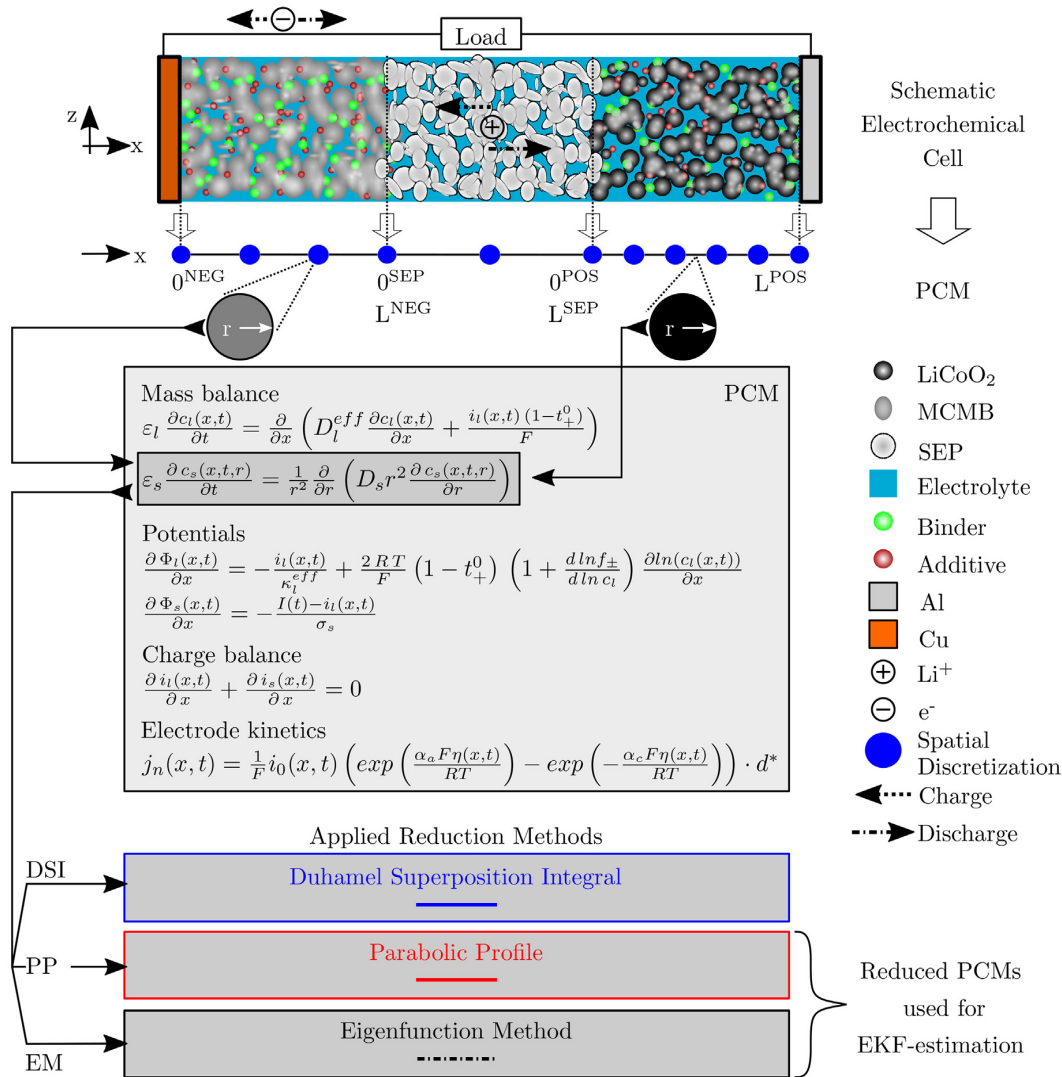 ⊖
Load
z
x
⊕
Schematic
Electrochemical
Cell
x
0^NEG 0^SEP 0^POS L^POS
L^NEG L^SEP
PCM
r r
Mass balance PCM
ε_l ∂c_l(x,t)/∂t = ∂/∂x (D_l^eff ∂c_l(x,t)/∂x + i_l(x,t) (1−t_+^0)/F)
ε_s ∂ c_s(x,t,r)/∂t = 1/r^2 ∂/∂r (D_s r^2 ∂ c_s(x,t,r)/∂r)
Potentials
∂ Φ_l(x,t)/∂x = −i_l(x,t)/κ_l^eff + 2 R T/F (1 − t_+^0) (1 + d lnf_±/d ln c_l) ∂ln(c_l(x,t))/∂x
∂ Φ_s(x,t)/∂x = −I(t)−i_l(x,t)/σ_s
Charge balance
∂ i_l(x,t)/∂ x + ∂ i_s(x,t)/∂ x = 0
Electrode kinetics
j_n(x,t) = 1/F i_0(x,t) (exp (α_a F η(x,t)/RT) − exp (−α_c F η(x,t)/RT)) · d*
LiCoO₂
MCMB
SEP
Electrolyte
Binder
Additive
Al
Cu
⊕ Li⁺
⊖ e⁻
Spatial
Discretization
Charge
Discharge
Applied Reduction Methods
DSI
Duhamel Superposition Integral
PP
Parabolic Profile
EM
Eigenfunction Method
Reduced PCMs
used for
EKF-estimation